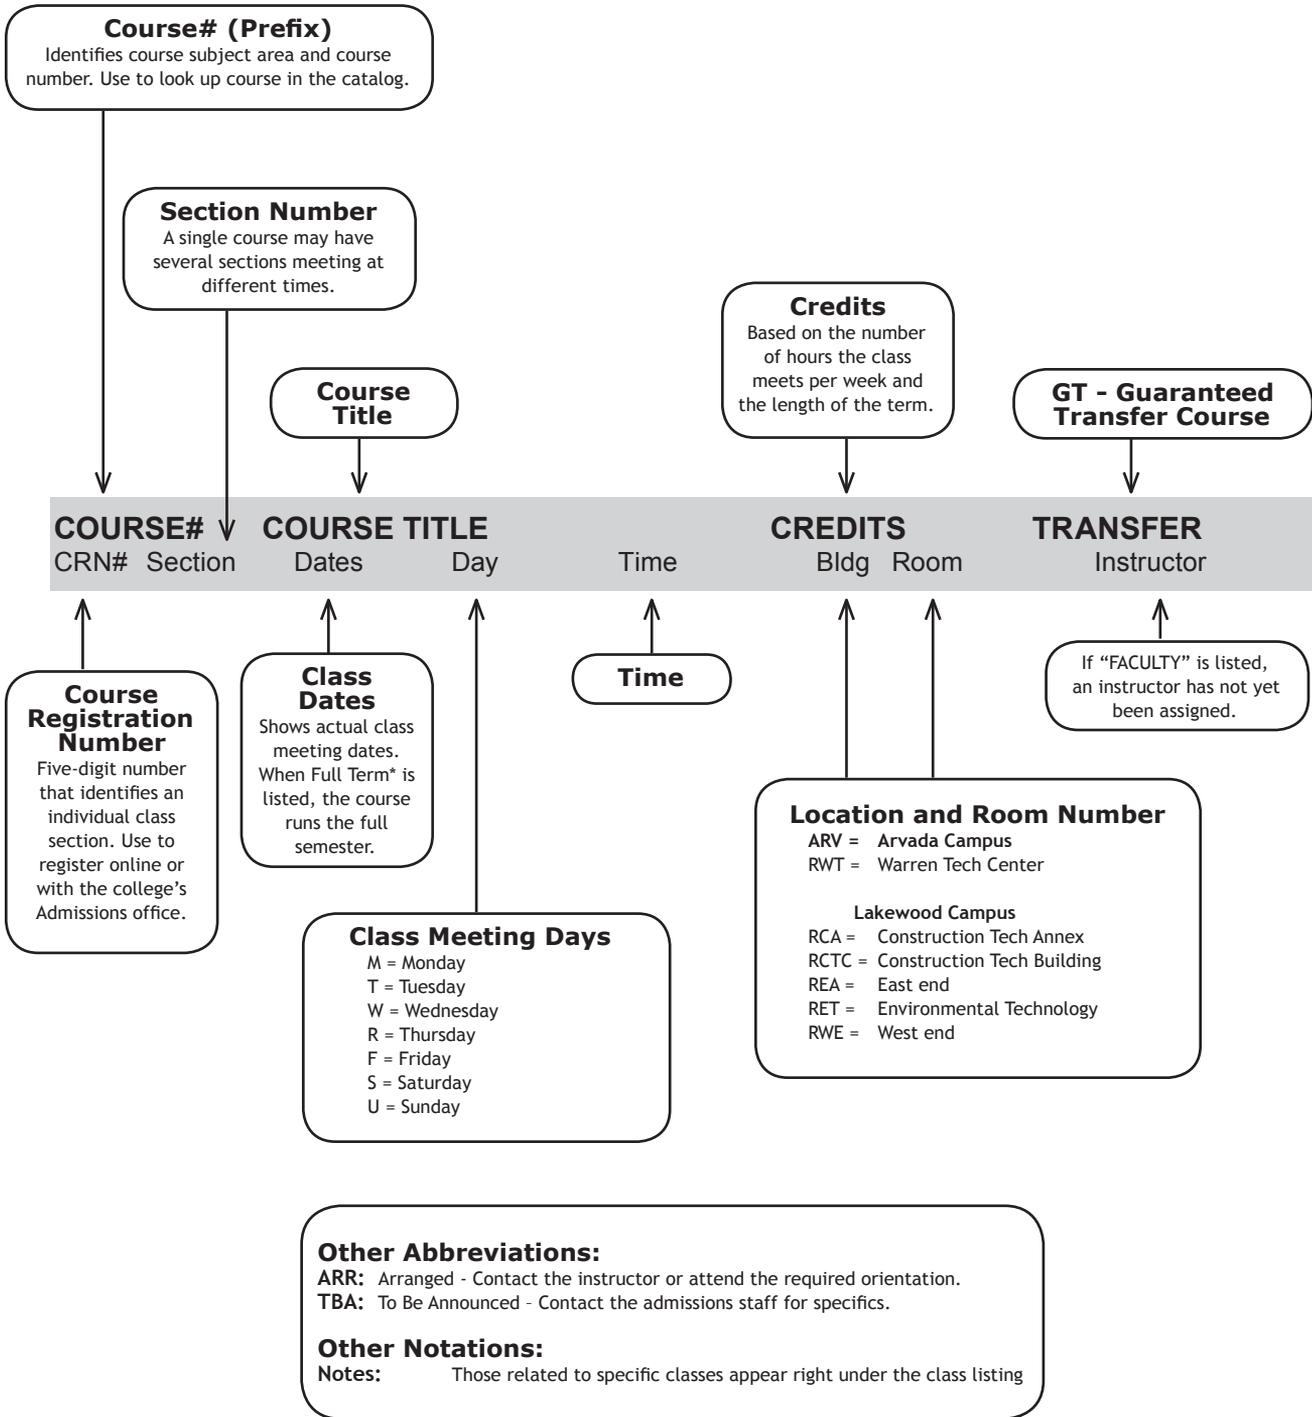 Course# (Prefix)
Identifies course subject area and course
number. Use to look up course in the catalog.
Section Number
A single course may have
several sections meeting at
different times.
Course
Title
Credits
Based on the number
of hours the class
meets per week and
the length of the term.
GT - Guaranteed
Transfer Course
COURSE# COURSE TITLE CREDITS TRANSFER
CRN# Section Dates Day Time Bldg Room Instructor
Course
Registration
Number
Five-digit number
that identifies an
individual class
section. Use to
register online or
with the college’s
Admissions office.
Class
Dates
Shows actual class
meeting dates.
When Full Term* is
listed, the course
runs the full
semester.
Time
If “FACULTY” is listed,
an instructor has not yet
been assigned.
Class Meeting Days
M = Monday
T = Tuesday
W = Wednesday
R = Thursday
F = Friday
S = Saturday
U = Sunday
Location and Room Number
ARV = Arvada Campus
RWT = Warren Tech Center
Lakewood Campus
RCA = Construction Tech Annex
RCTC = Construction Tech Building
REA = East end
RET = Environmental Technology
RWE = West end
Other Abbreviations:
ARR: Arranged - Contact the instructor or attend the required orientation.
TBA: To Be Announced – Contact the admissions staff for specifics.
Other Notations:
Notes: Those related to specific classes appear right under the class listing